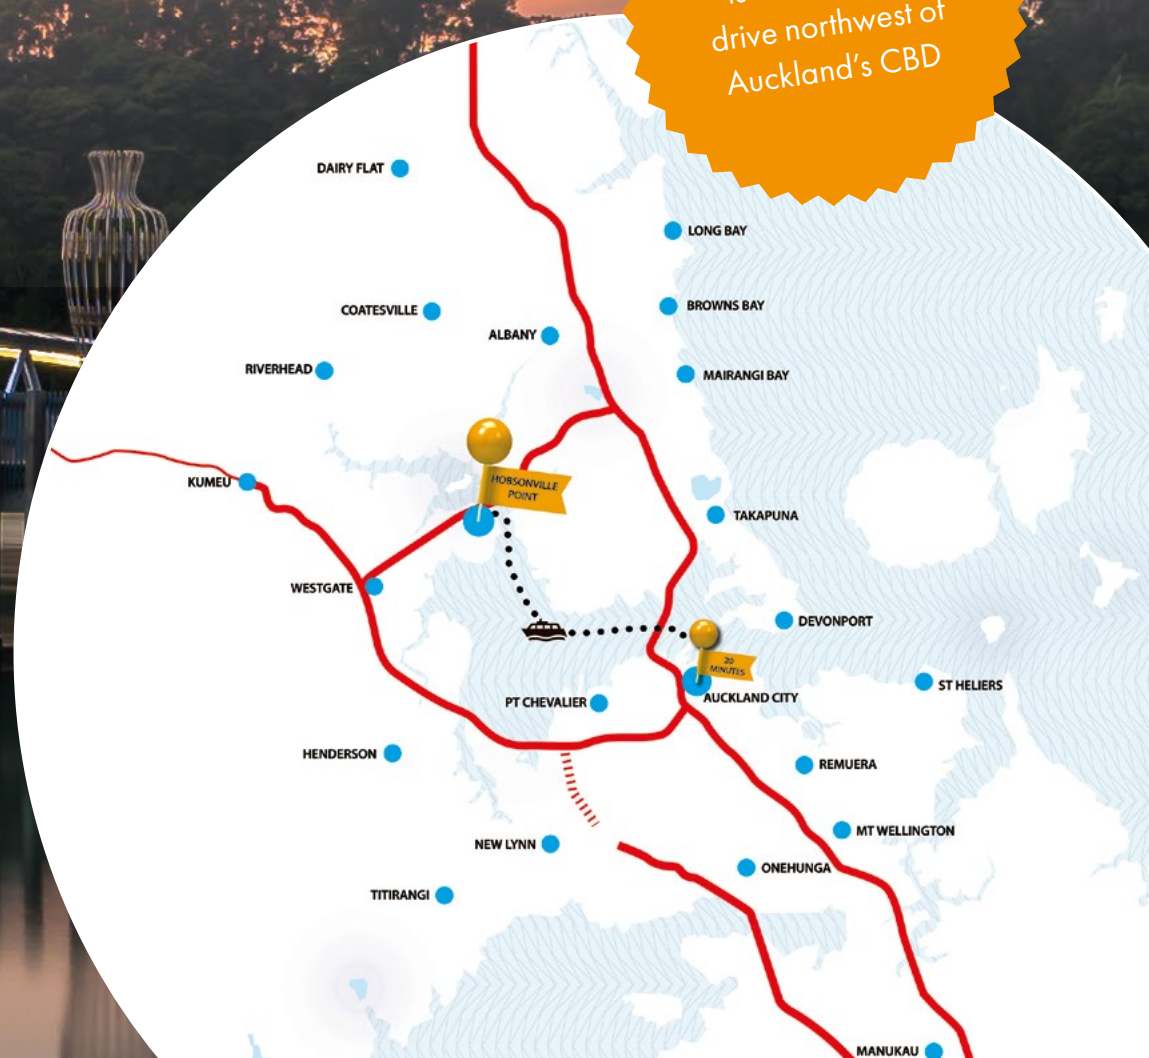 drive northwest of
Auckland's CBD
DAIRY FLAT
LONG BAY
COATESVILLE
BROWNS BAY
ALBANY
RIVERHEAD
MAIRANGI BAY
KUMEU
HOBSONVILLE
POINT
TAKAPUNA
WESTGATE
DEVONPORT
20
MINUTES
ST HELIERS
PT CHEVALIER
AUCKLAND CITY
HENDERSON
REMUERA
MT WELLINGTON
NEW LYNN
ONEHUNGA
TITIRANGI
MANUKAU